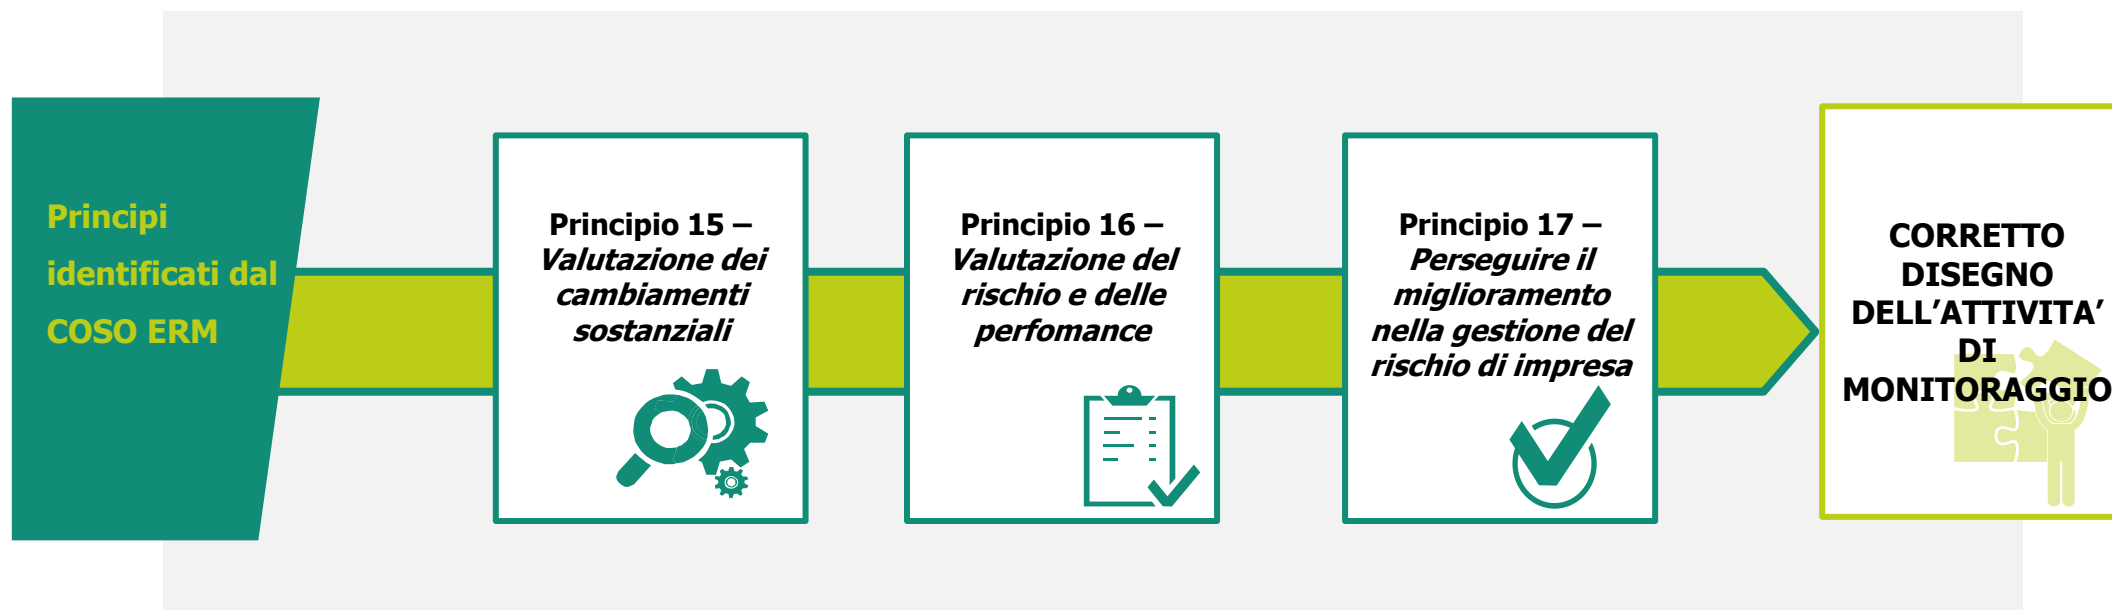 Principi
identificati dal
COSO ERM
Principio 15 –
Valutazione dei
cambiamenti
sostanziali
Principio 16 –
Valutazione del
rischio e delle
perfomance
Principio 17 –
Perseguire il
miglioramento
nella gestione del
rischio di impresa
CORRETTO
DISEGNO
DELL’ATTIVITA’
DI
MONITORAGGIO